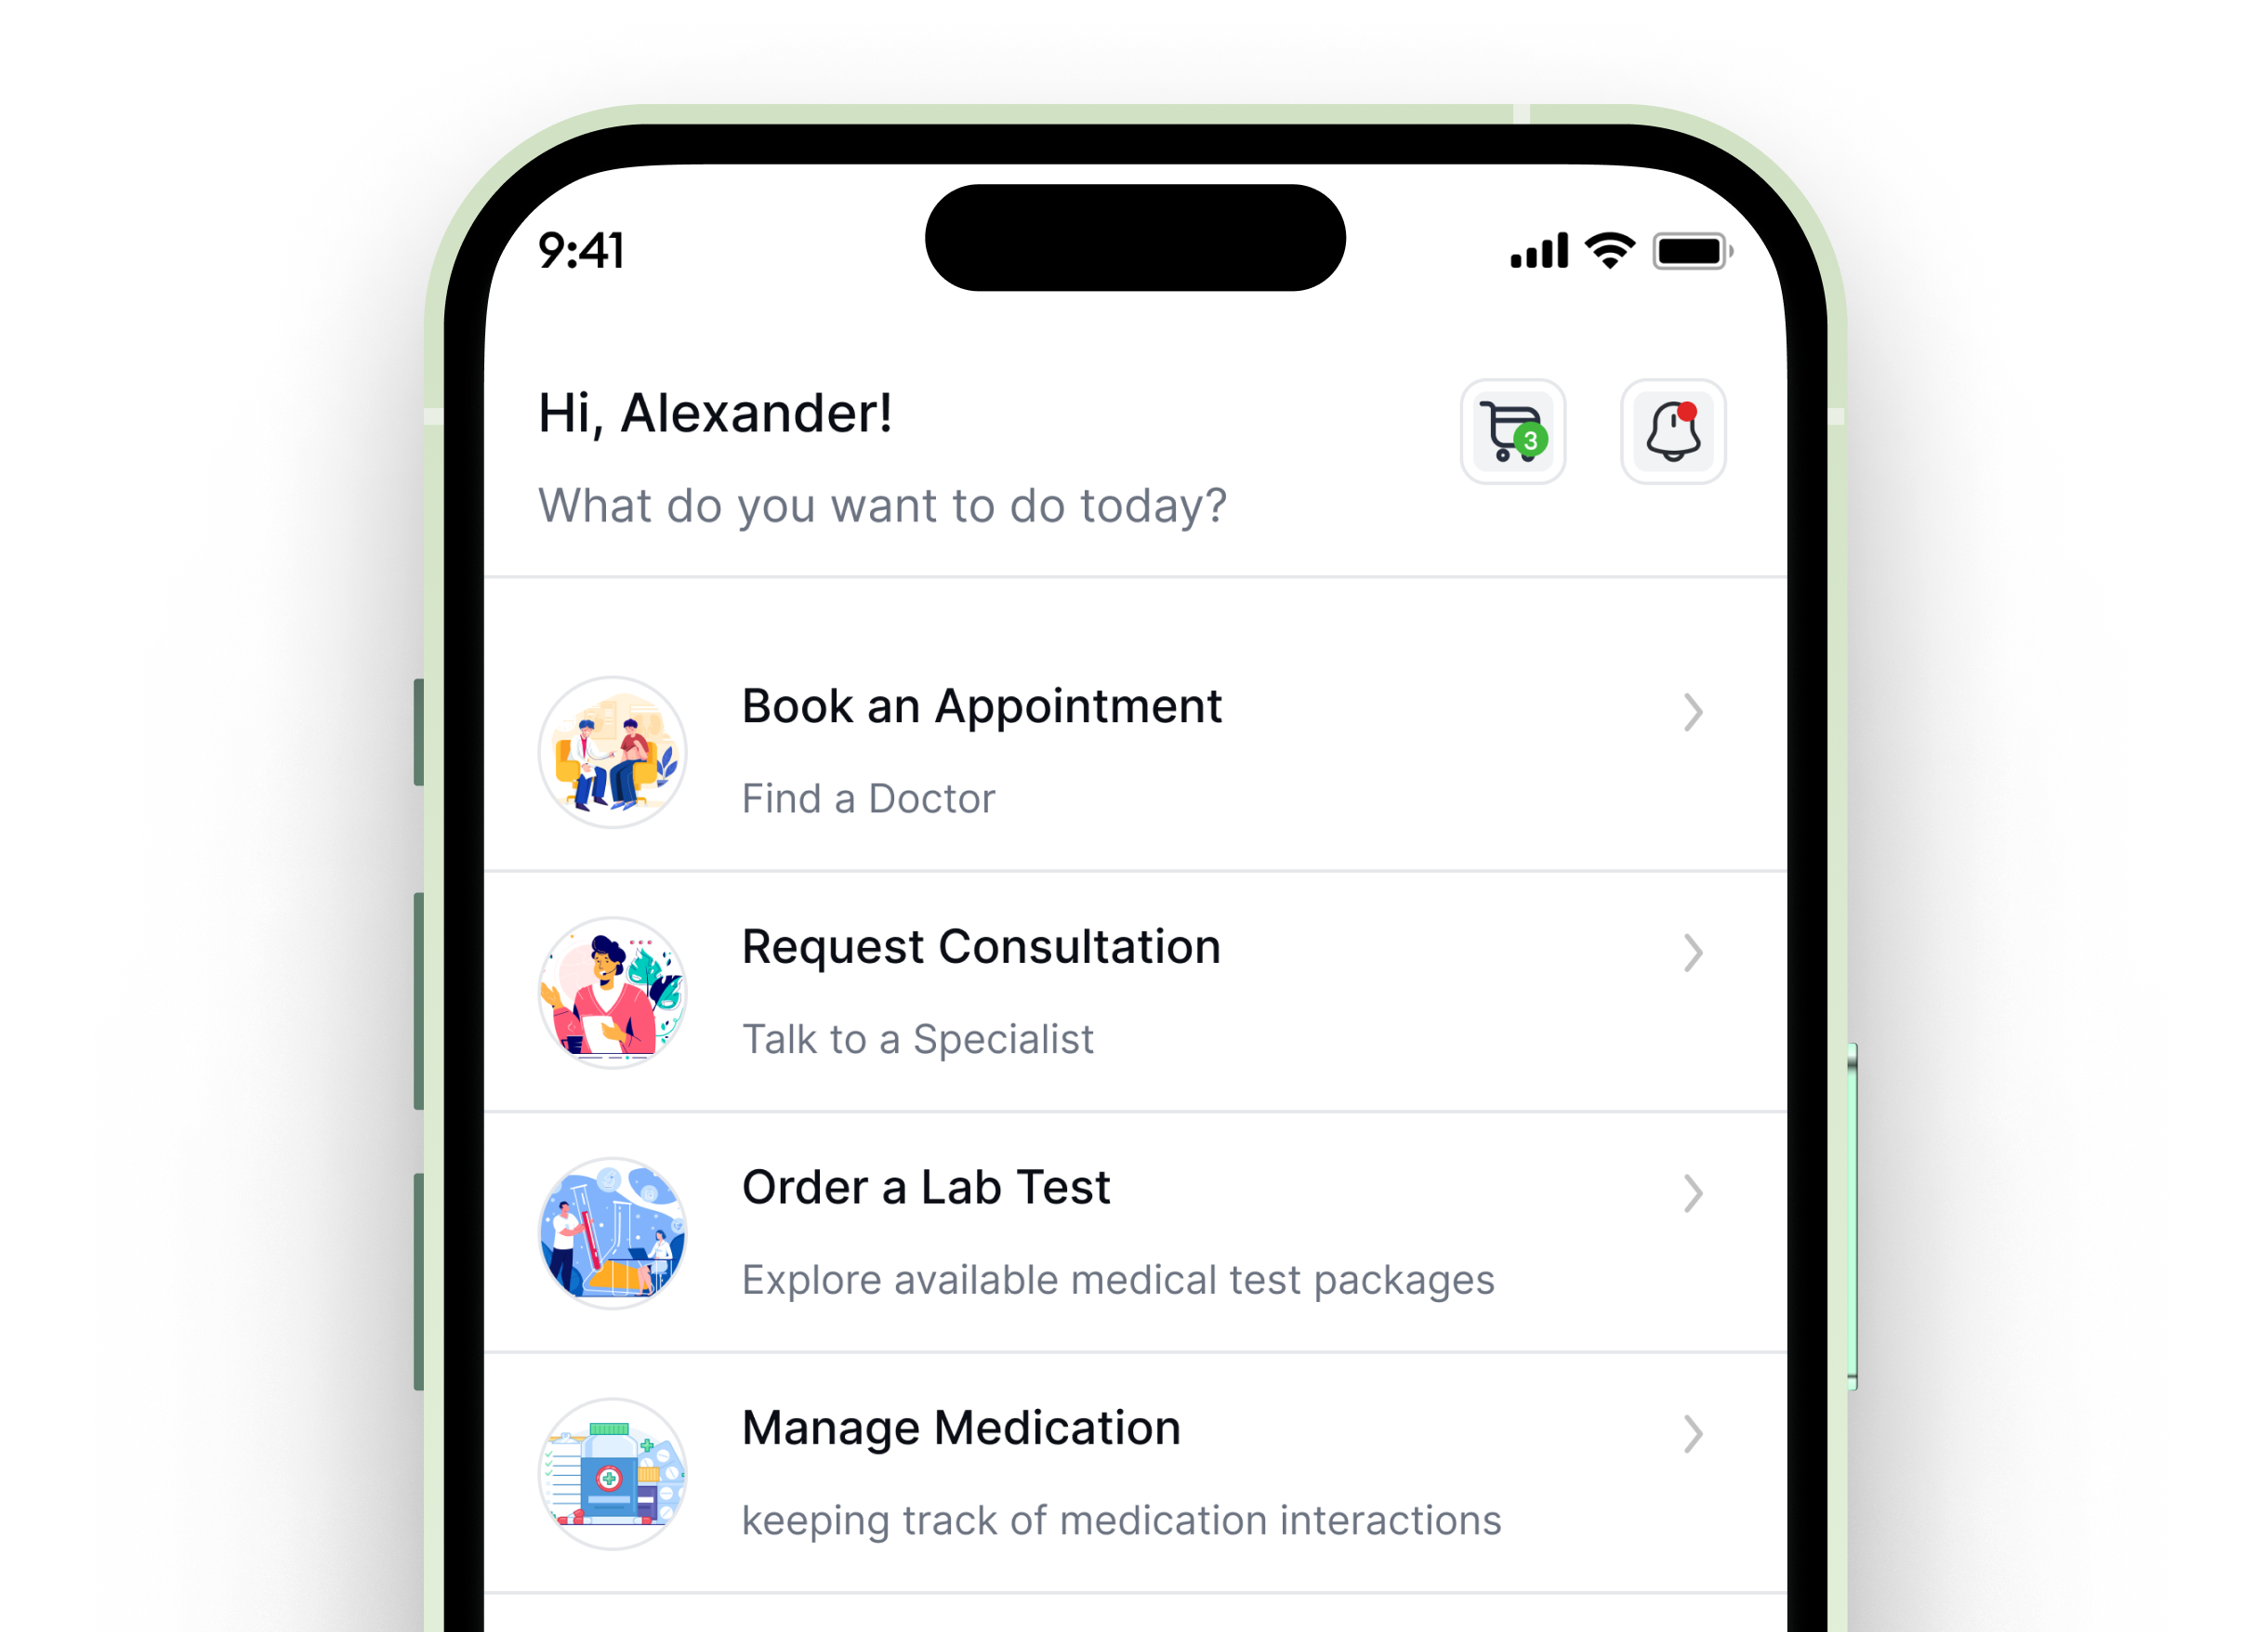 9:41
Hi, Alexander!
3
What do you want to do today?
Book an Appointment
Find a Doctor
Request Consultation
Talk to a Specialist
Order a Lab Test
Explore available medical test packages
Manage Medication
keeping track of medication interactions